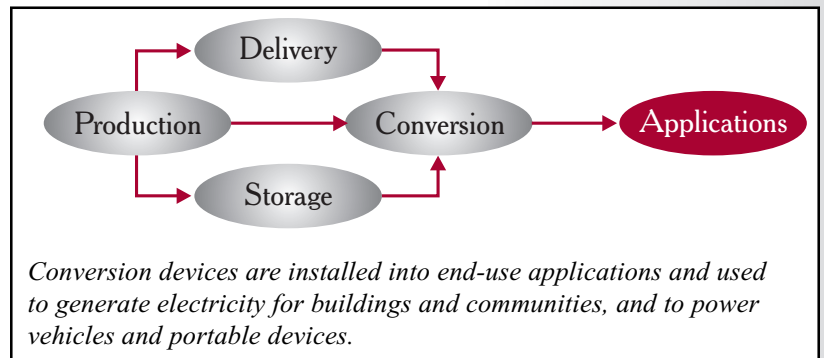 Delivery
Production
Conversion
Applications
Storage
Conversion devices are installed into end-use applications and used
to generate electricity for buildings and communities, and to power
vehicles and portable devices.